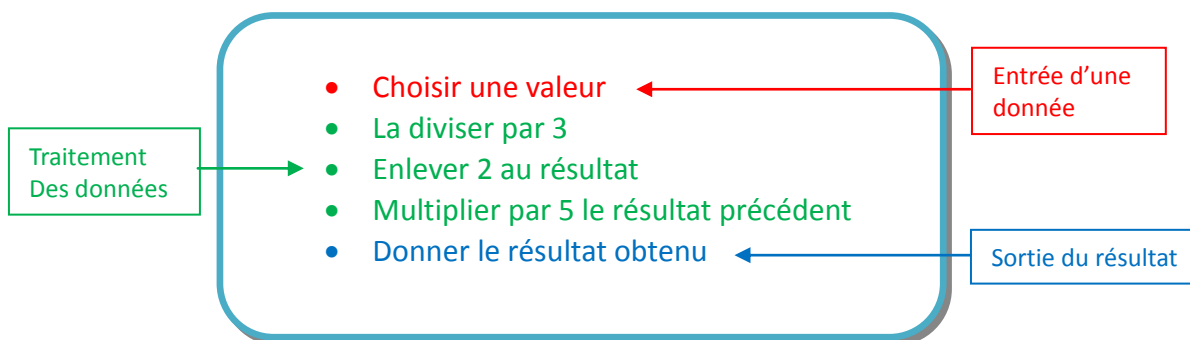 • Choisir une valeur
• La diviser par 3
• Enlever 2 au résultat
• Multiplier par 5 le résultat précédent
• Donner le résultat obtenu
Entrée d’une
donnée
Traitement
Des données
Sortie du résultat